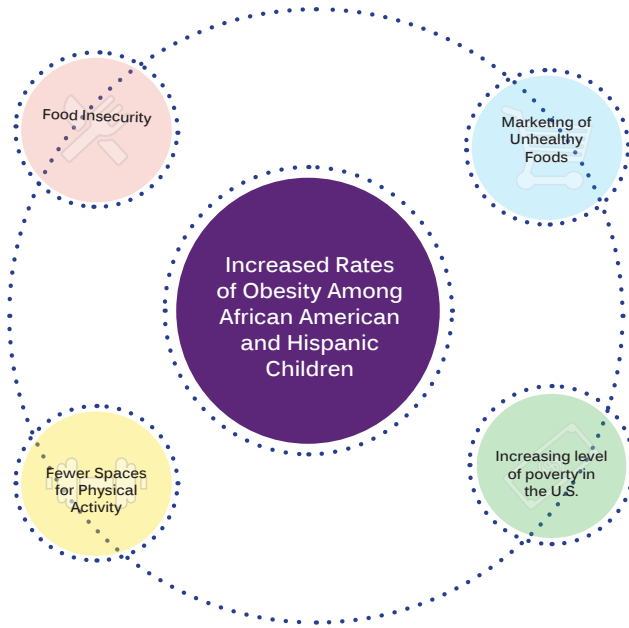 Food Insecurity
Marketing of
Unhealthy
Foods
Increased Rates
of Obesity Among
African American
and Hispanic
Children
Fewer Spaces
for Physical
Activity
Increasing level
of poverty in
the U.S.